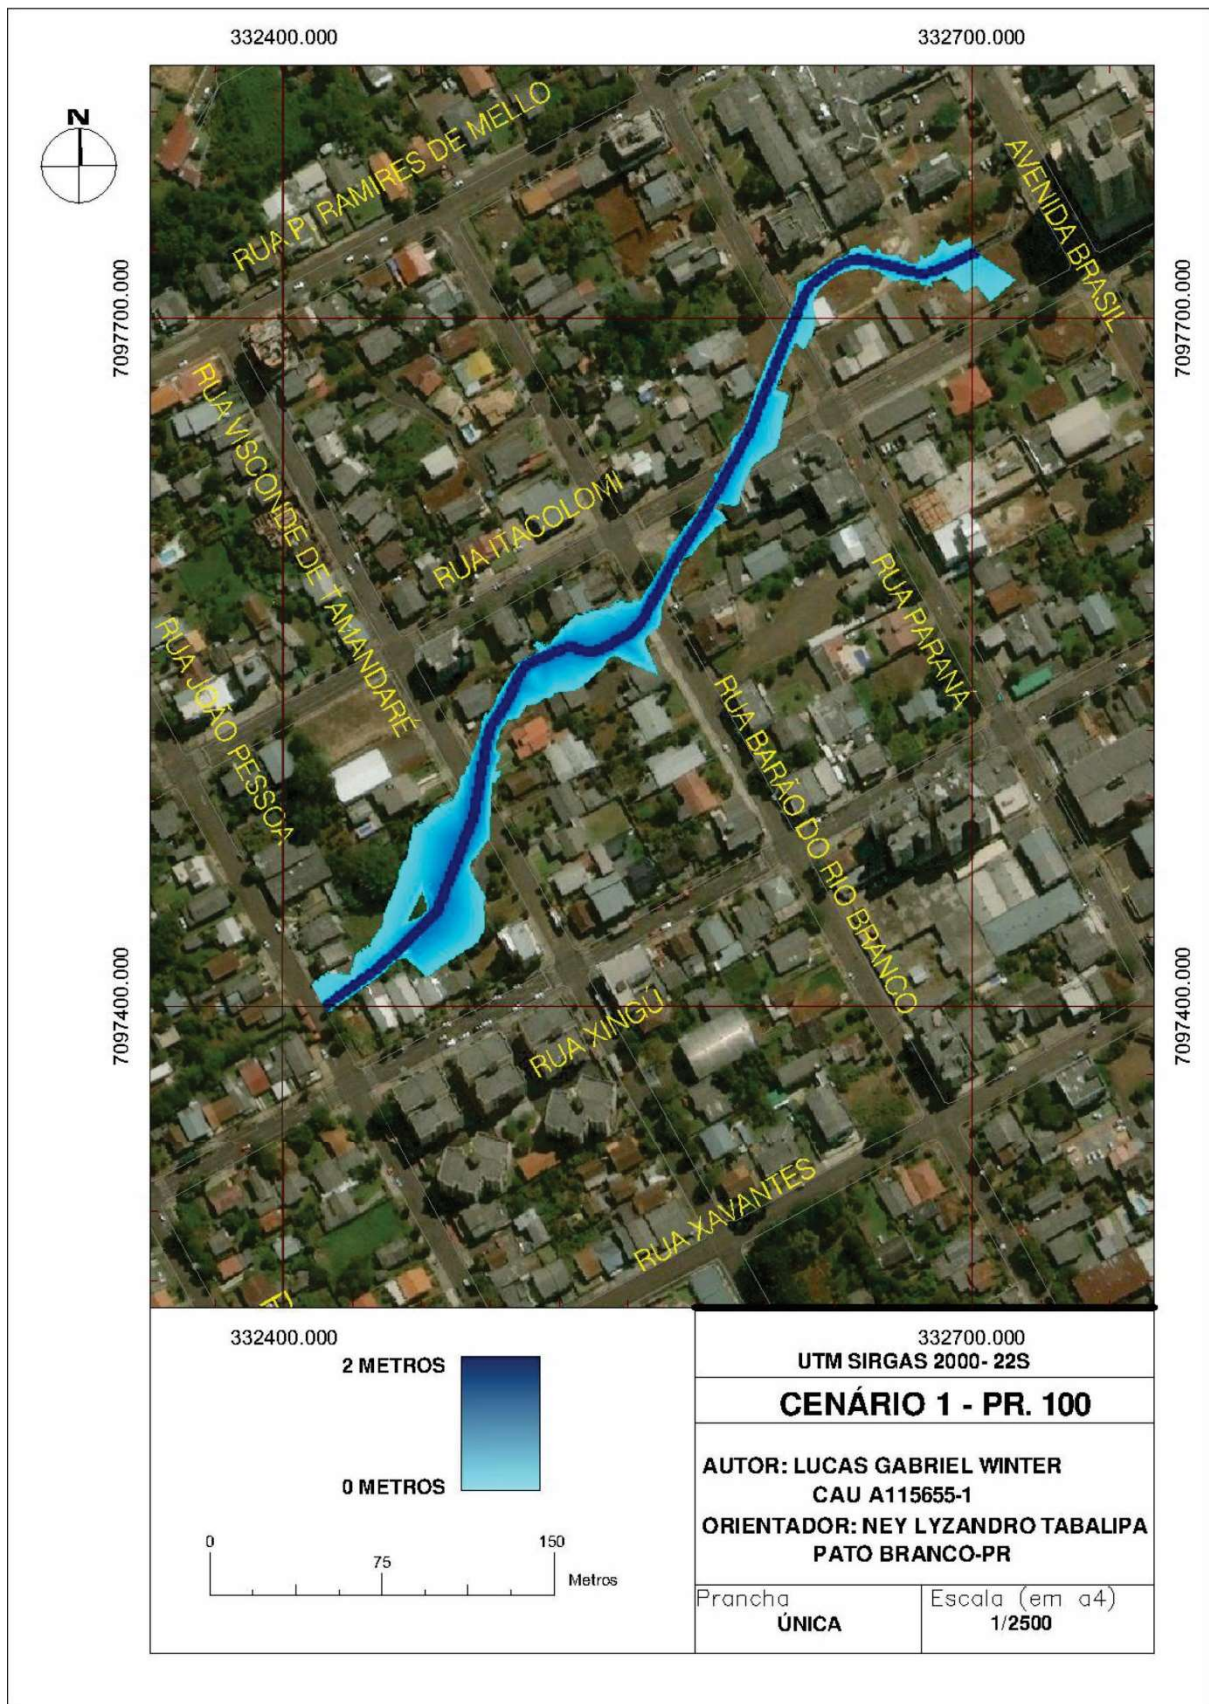 332400.000
332700.000
N
7097700.000
7097700.000
RUA P. RAMIRES DE MELLO
AVENIDA BRASIL
RUA VISCONDE DE TAMANDARÉ
RUA ITACOLOMI
RUA PARANÁ
RUA JOÃO PESSOA
RUA BARÃO DO RIO BRANCO
7097400.000
7097400.000
RUA XINGÚ
RUA XAVANTES
332400.000
332700.000
2 METROS
0 METROS
0
75
150
Metros
UTM SIRGAS 2000- 22S
CENÁRIO 1 - PR. 100
AUTOR: LUCAS GABRIEL WINTER
CAU A115655-1
ORIENTADOR: NEY LYZANDRO TABALIPA
PATO BRANCO-PR
Prancha
ÚNICA
Escala (em a4)
1/2500